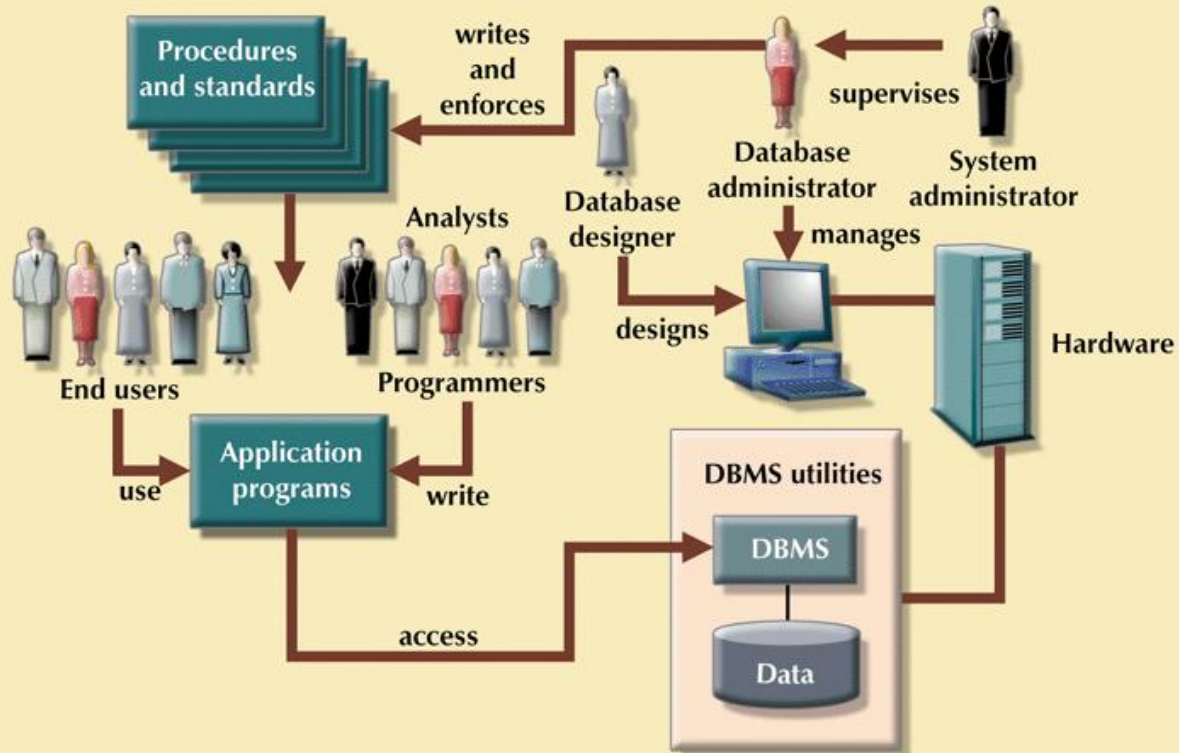 Procedures
and standards
writes
and
enforces
supervises
Database
administrator
System
administrator
Database
designer
manages
designs
Hardware
Analysts
Programmers
End users
use
Application
programs
write
access
DBMS utilities
DBMS
Data